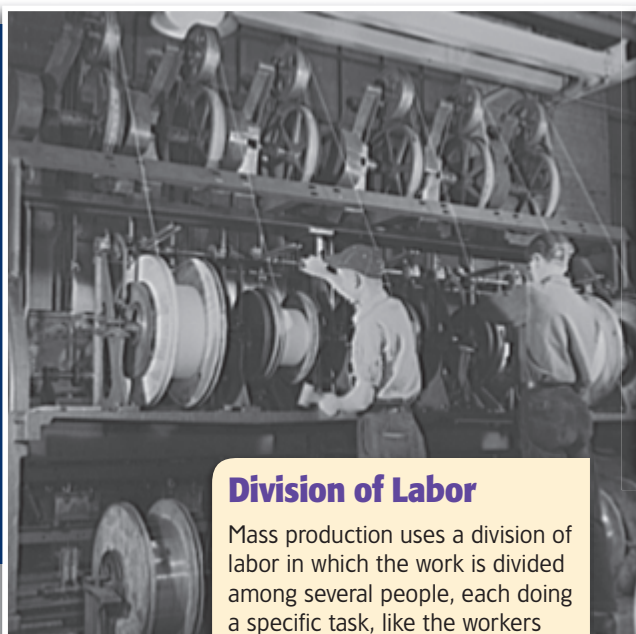 Division of Labor
Mass production uses a division of
labor in which the work is divided
among several people, each doing
a specific task, like the workers